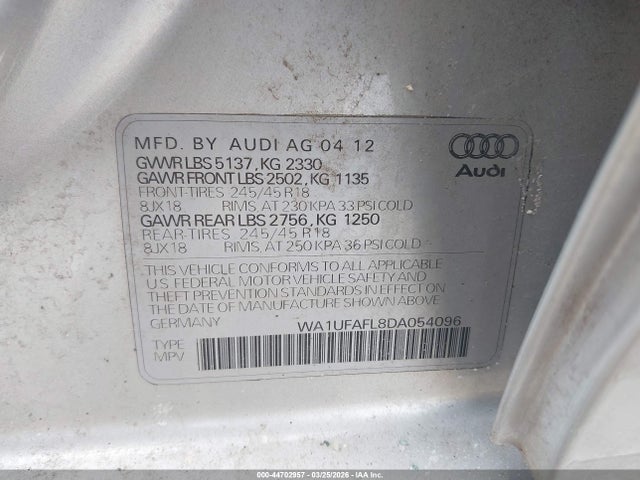 MFD. BY AUDI AG 04 12
GVWR LBS 5137, KG 2330
GAWR FRONT LBS 2502, KG 1135
FRONT-TIRES 245/45 R18
8JX18 RIMS AT 230 KPA 33 PSI COLD
GAWR REAR LBS 2756, KG 1250
REAR-TIRES 245/45 R18
8JX18 RIMS AT 250 KPA 36 PSI COLD
Audi
THIS VEHICLE CONFORMS TO ALL APPLICABLE
U.S FEDERAL MOTOR VEHICLE SAFETY AND
THEFT PREVENTION STANDARDS IN EFFECT ON
THE DATE OF MANUFACTURE SHOWN ABOVE.
GERMANY WA1UFAFL8DA054096
TYPE
MPV
000-44702957 - 03/25/2026 - COPYRIGHT IAA, LLC.